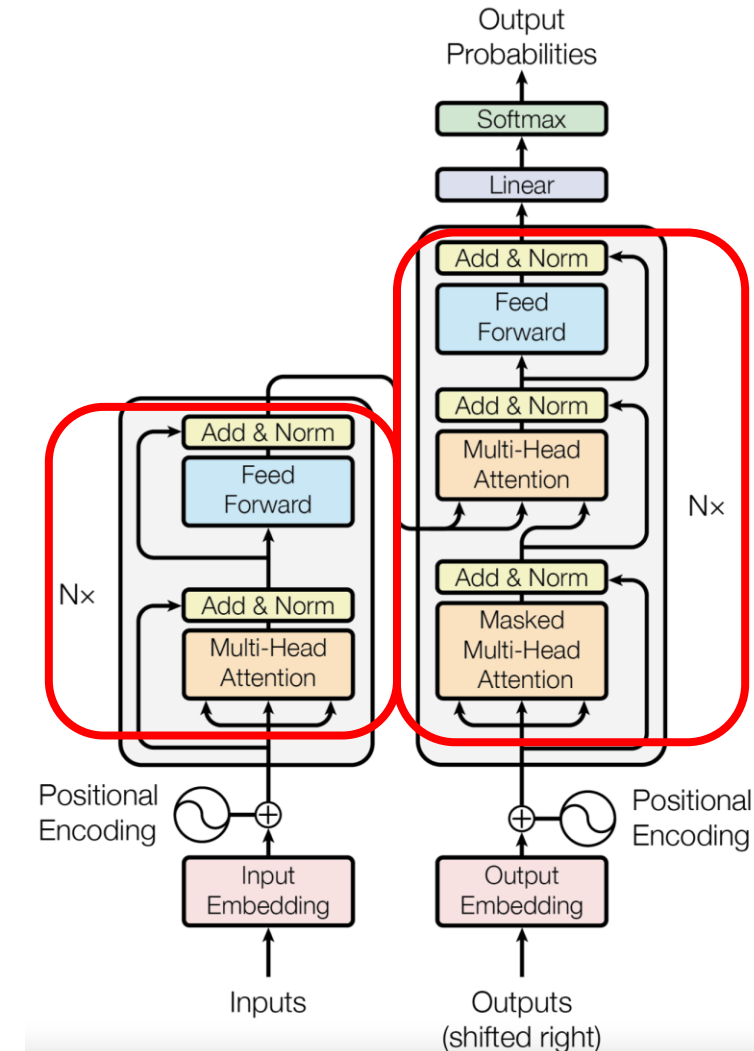 Output
Probabilities
Softmax
Linear
Add & Norm
Feed
Forward
Add & Norm
Multi-Head
Attention
N×
Add & Norm
Masked
Multi-Head
Attention
Add & Norm
Feed
Forward
N×
Add & Norm
Multi-Head
Attention
Positional
Encoding
Positional
Encoding
Input
Embedding
Output
Embedding
Inputs
Outputs
(shifted right)